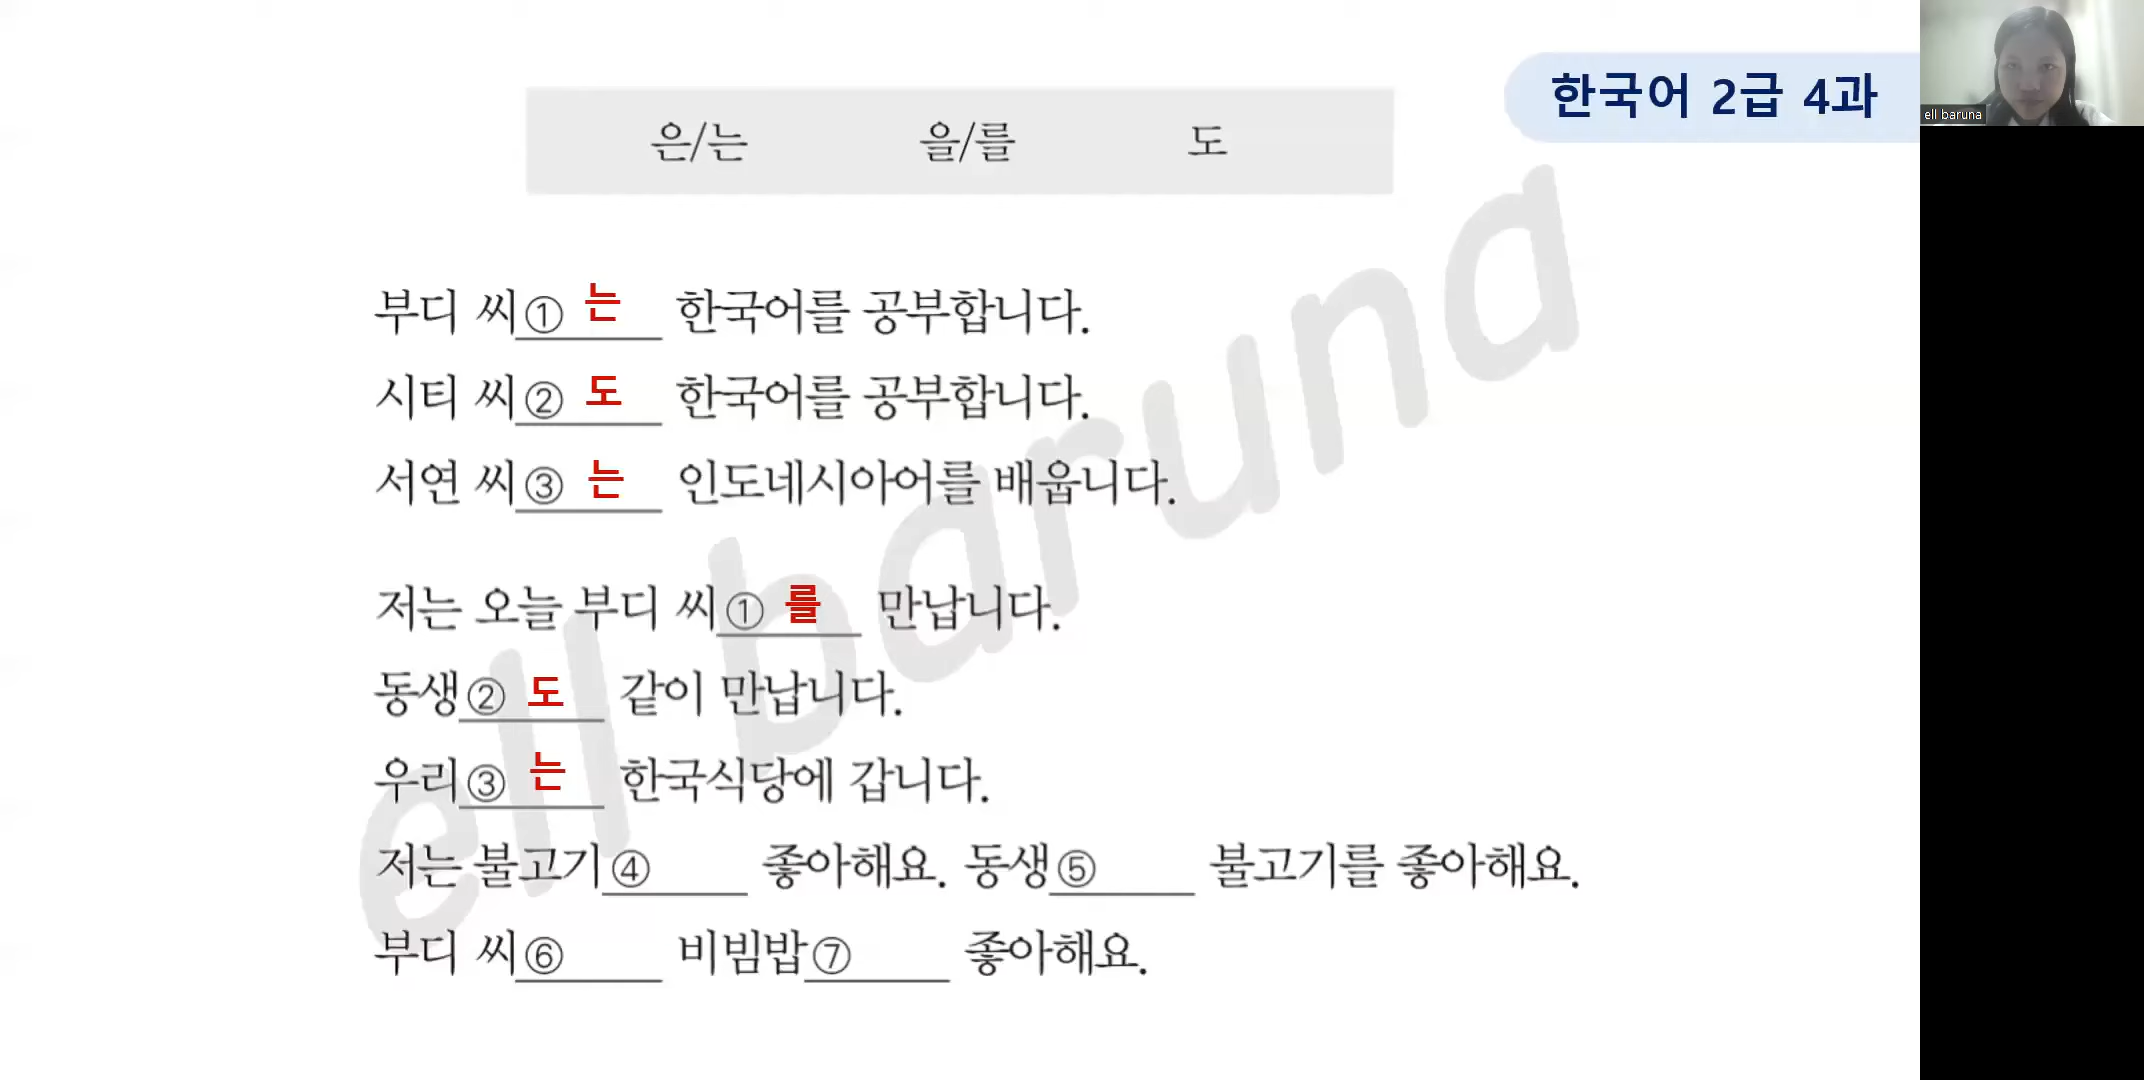 한국어 2급 4과
ell baruna
은/는 을/를 도
부디 씨① 는 한국어를 공부합니다.
시티 씨② 도 한국어를 공부합니다.
서연 씨③ 는 인도네시아어를 배웁니다.
저는 오늘 부디 씨① 를 만납니다.
동생② 도 같이 만납니다.
우리③ 는 한국식당에 갑니다.
저는 불고기④ 좋아해요. 동생⑤ 불고기를 좋아해요.
부디 씨⑥ 비빔밥⑦ 좋아해요.
ell baruna